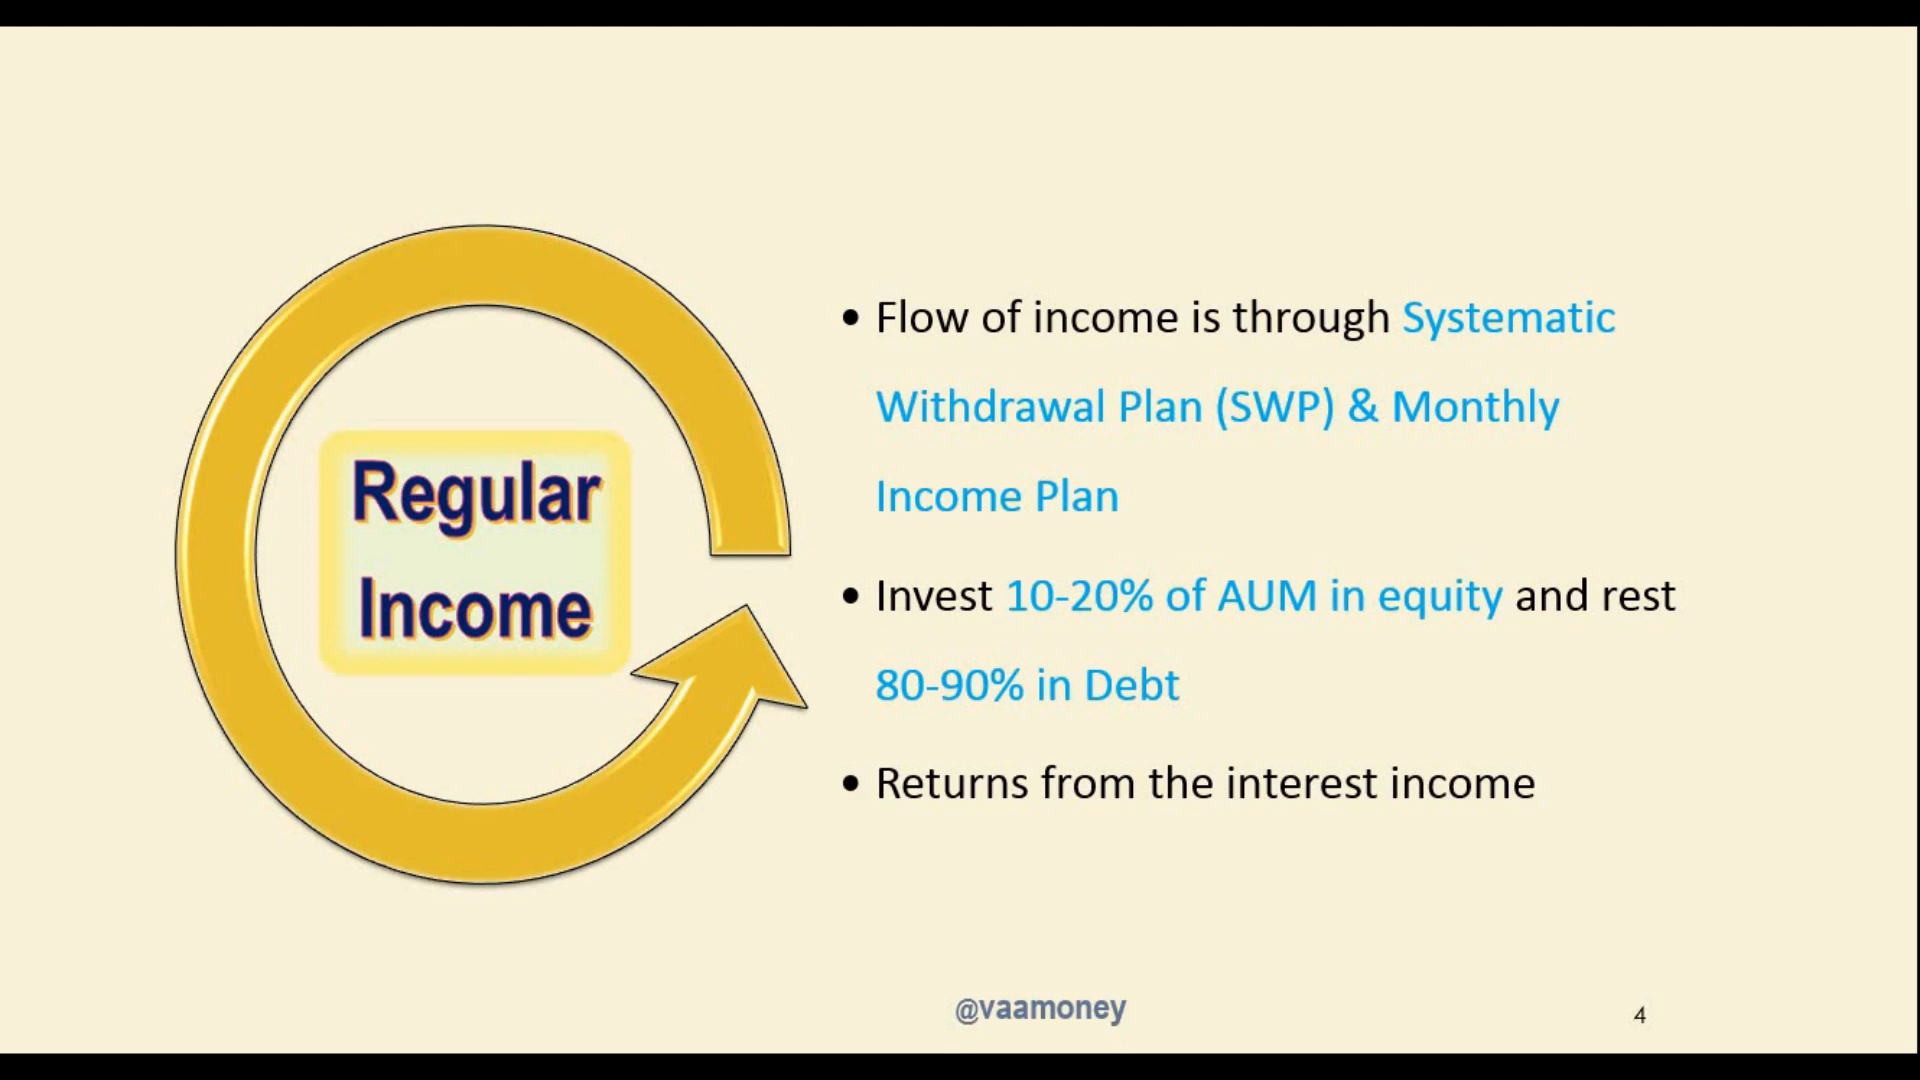 Regular
Income
• Flow of income is through Systematic
Withdrawal Plan (SWP) & Monthly
Income Plan
• Invest 10-20% of AUM in equity and rest
80-90% in Debt
• Returns from the interest income
@vaamoney
4